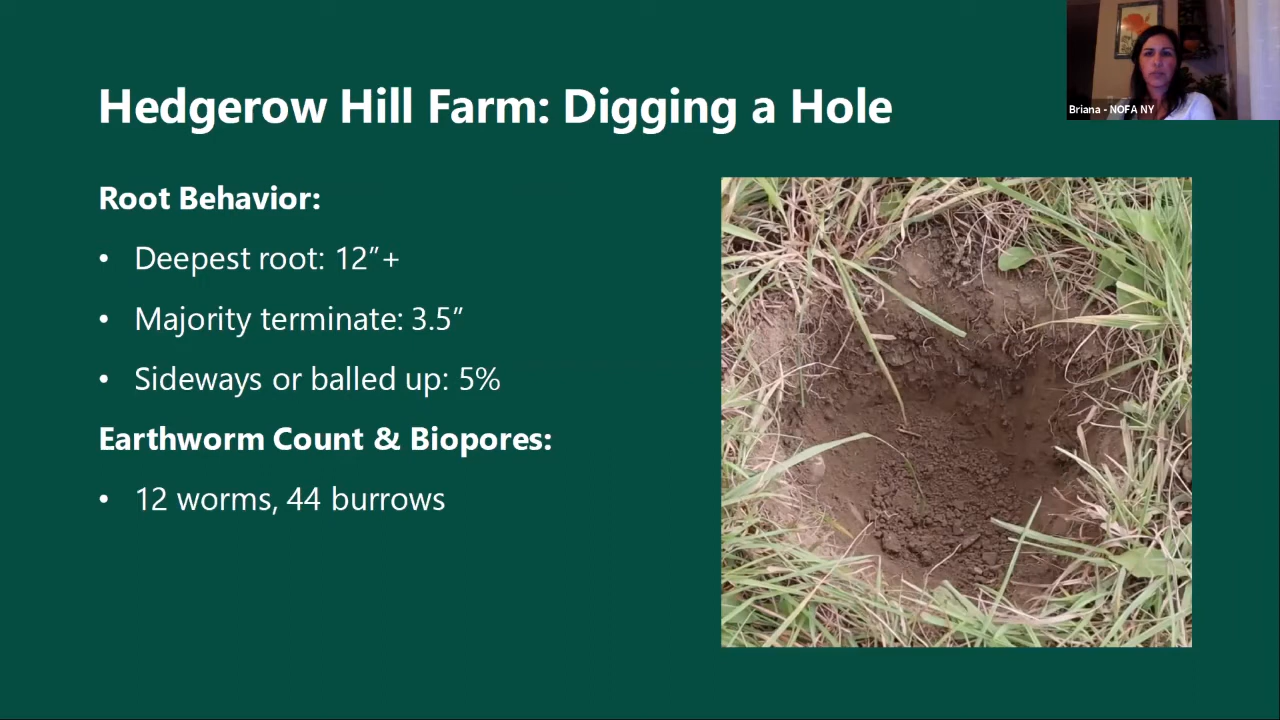 Hedgerow Hill Farm: Digging a Hole
Briana - NOFA NY
Root Behavior:
• Deepest root: 12”+
• Majority terminate: 3.5”
• Sideways or balled up: 5%
Earthworm Count & Biopores:
• 12 worms, 44 burrows